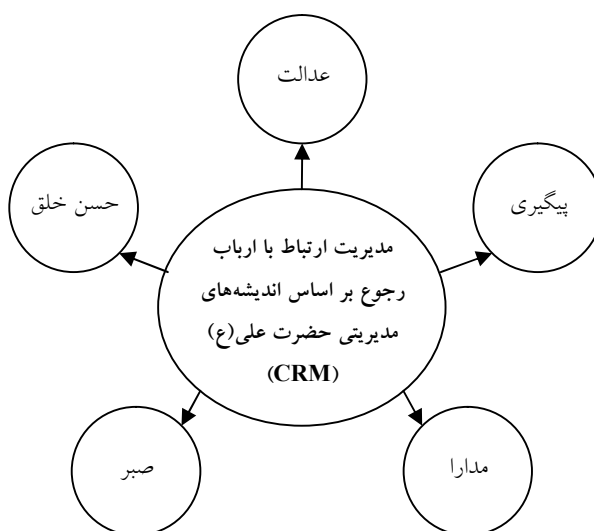 عدالت
پیگیری
حسن خلق
مدیریت ارتباط با ارباب
رجوع بر اساس اندیشه‌های
مدیریتی حضرت علی(ع)
(CRM)
مدارا
صبر